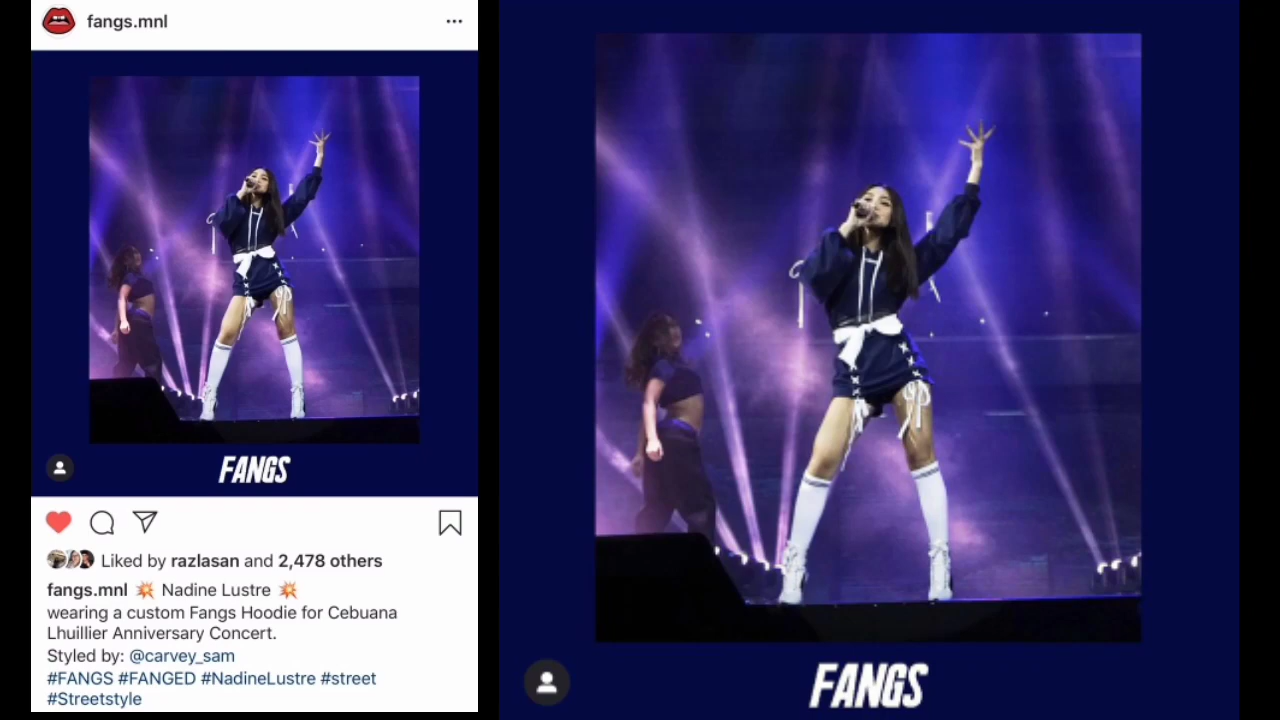 fangs.mnl
FANGS
Liked by razlasan and 2,478 others
fangs.mnl 💥 Nadine Lustre 💥
wearing a custom Fangs Hoodie for Cebuana
Lhuillier Anniversary Concert.
Styled by: @carvey_sam
#FANGS #FANGED #NadineLustre #street
#Streetstyle
FANGS